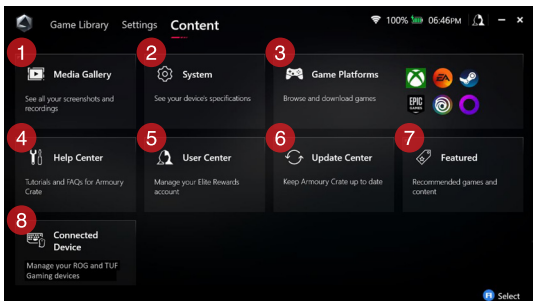 Game Library Settings Content 100% 06:46PM
1 2 3
Media Gallery System Game Platforms
See all your screenshots and
recordings
See your device's specifications
Browse and download games
EA
EPIC
GAMES
4 5 6 7
Help Center User Center Update Center Featured
Tutorials and FAQs for Armoury
Crate
Manage your Elite Rewards
account
Keep Armoury Crate up to date
Recommended games and
content
8
Connected
Device
Manage your ROG and TUF
Gaming devices
Select